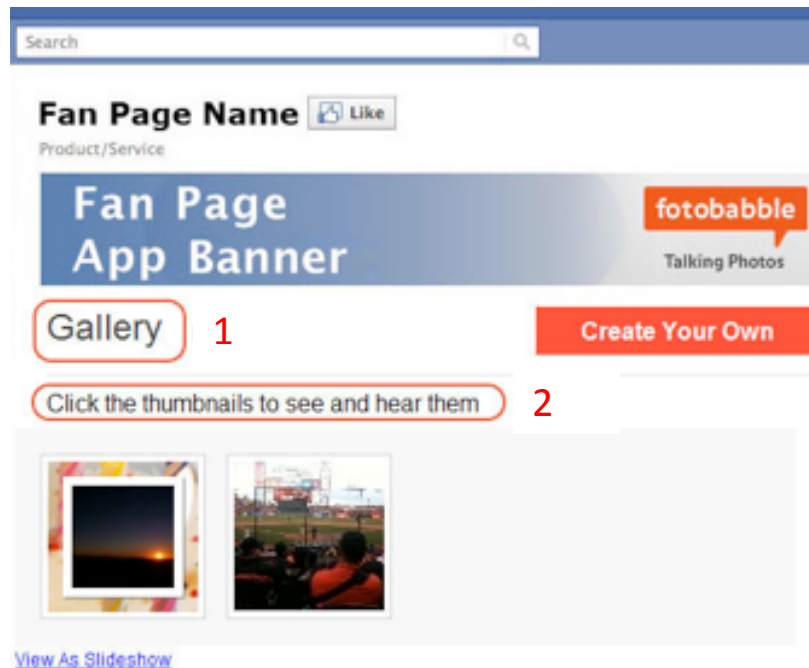 Search
Fan Page Name Like
Product/Service
Fan Page
App Banner
fotobabble
Talking Photos
Gallery 1
Create Your Own
Click the thumbnails to see and hear them 2
View As Slideshow